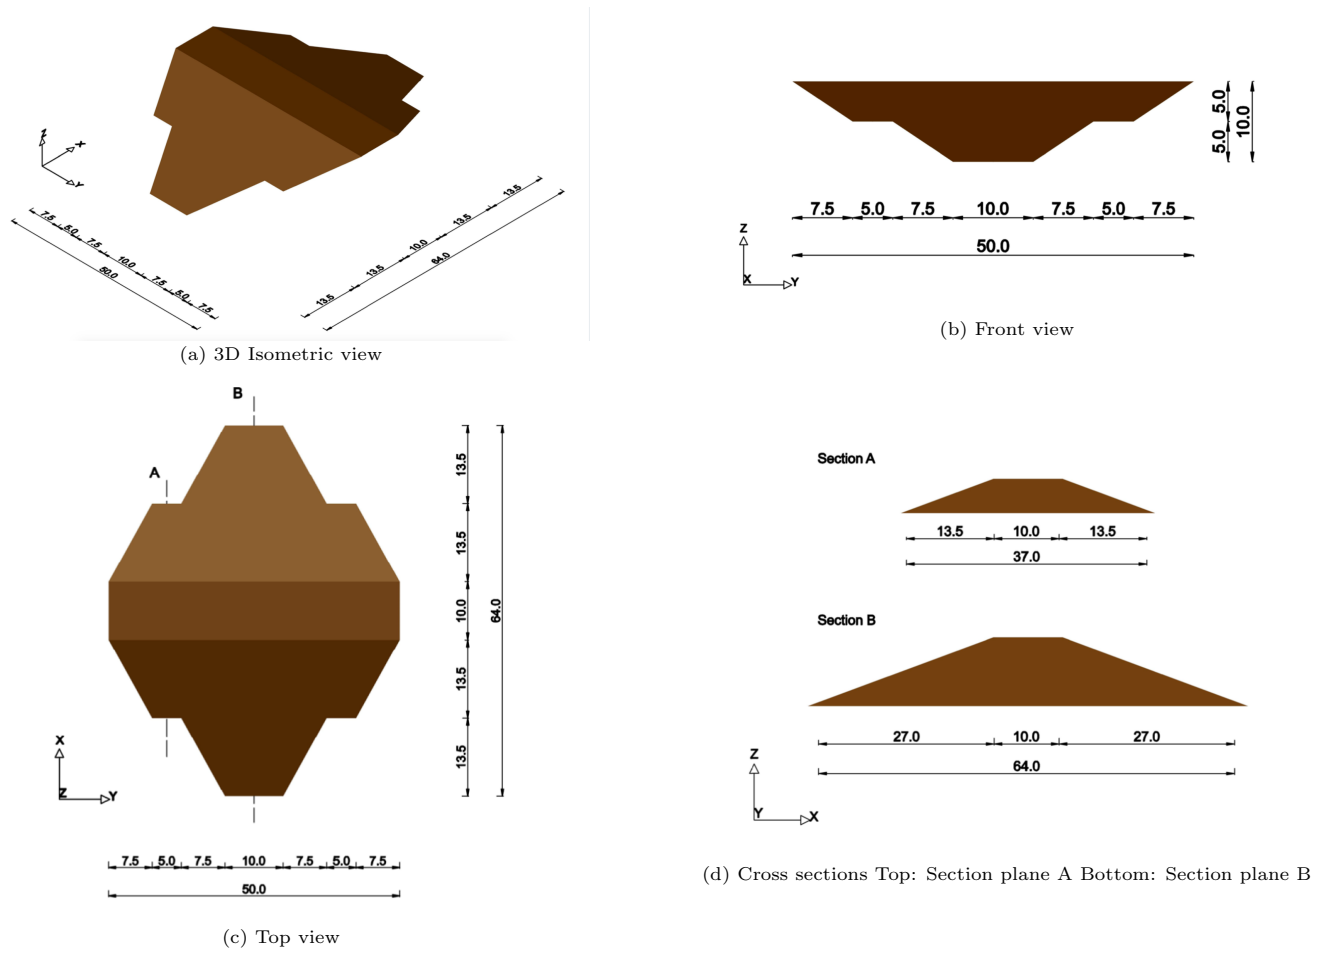 Z
X
Y
7.5
5.0
7.5
10.0
7.5
5.0
7.5
50.0
13.5
13.5
10.0
13.5
13.5
64.0
(a) 3D Isometric view
5.0
5.0
10.0
7.5 5.0 7.5 10.0 7.5 5.0 7.5
50.0
Z
X Y
(b) Front view
B
A
13.5
13.5
10.0
13.5
13.5
64.0
X
Z Y
7.5 5.0 7.5 10.0 7.5 5.0 7.5
50.0
(c) Top view
Section A
13.5 10.0 13.5
37.0
Section B
27.0 10.0 27.0
64.0
Z
Y X
(d) Cross sections Top: Section plane A Bottom: Section plane B